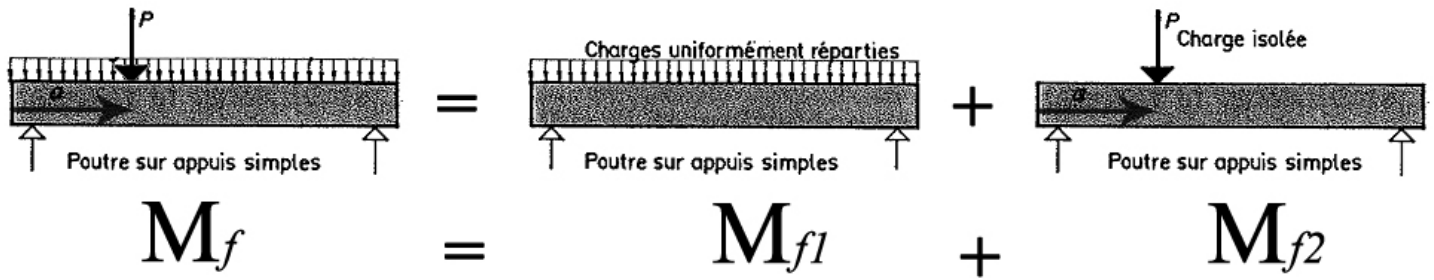 P
Charges uniformément réparties
P
Charge isolée
a
=
+
a
Poutre sur appuis simples
Poutre sur appuis simples
Poutre sur appuis simples
Mf = Mf1 + Mf2